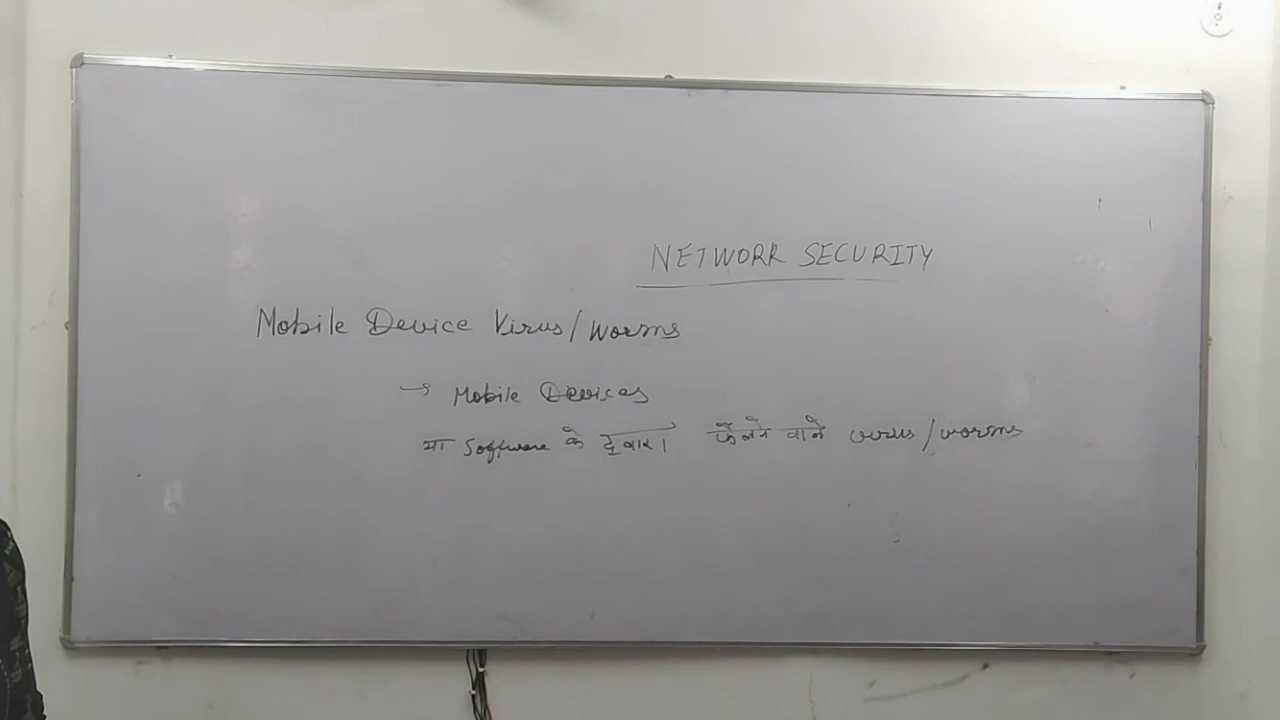 NETWORK SECURITY
Mobile Device Virus/Worms
→ Mobile Devices
या Software के देवारा फैलने वाले virus/worms